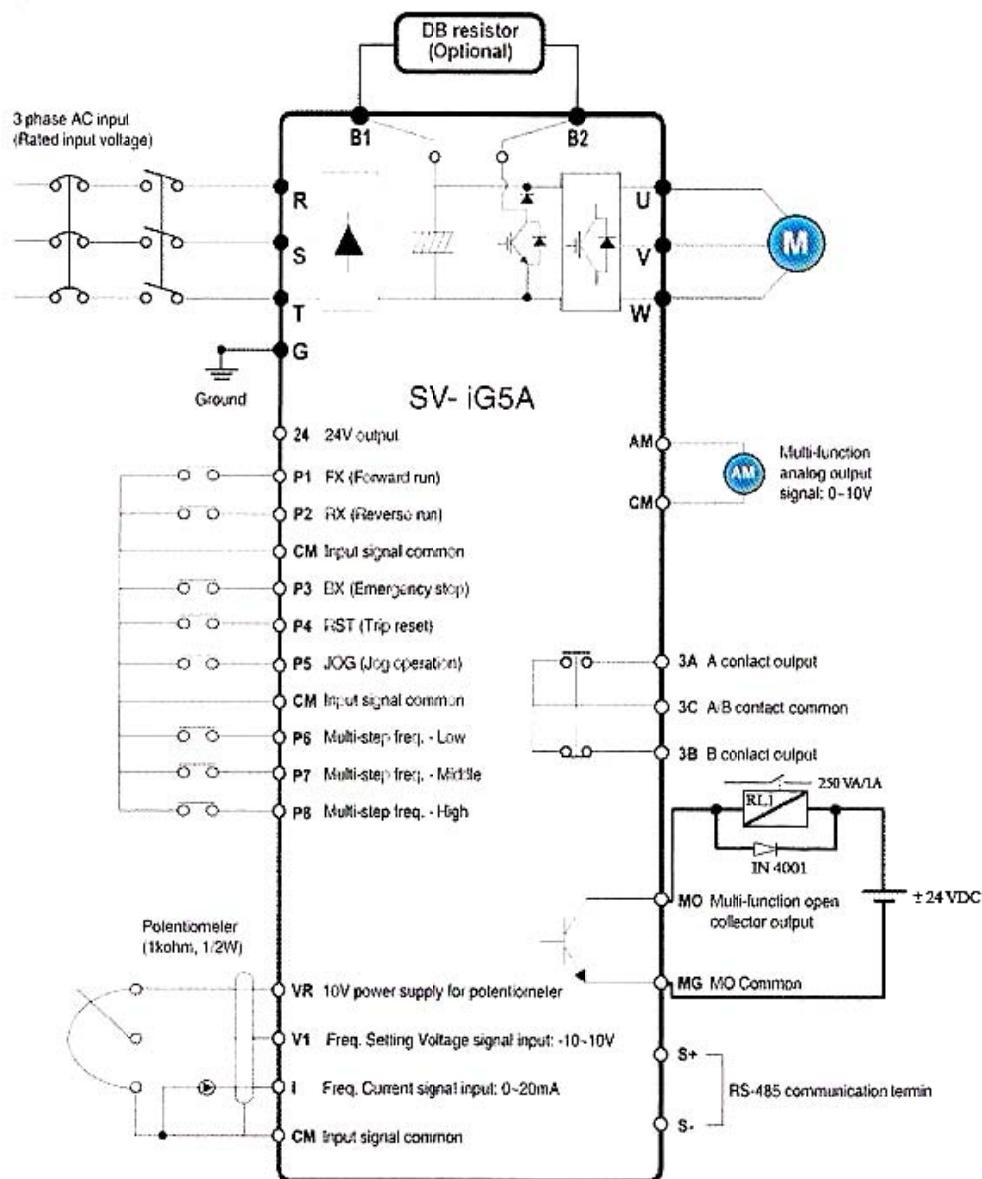 DB resistor
(Optional)
3 phase AC input
(Rated input voltage)
B1
B2
R
U
S
V
M
T
W
G
Ground
SV- iG5A
24 24V output
AM
P1 FX (Forward run)
AM
Multi-function
analog output
signal: 0~10V
P2 RX (Reverse run)
CM
CM Input signal common
P3 BX (Emergency stop)
P4 RST (Trip reset)
P5 JOG (Jog operation)
3A A contact output
CM Input signal common
3C A/B contact common
P6 Multi-step freq. - Low
3B B contact output
P7 Multi-step freq. - Middle
250 VA/1A
RL1
P8 Multi-step freq. - High
IN 4001
MO Multi-function open
collector output
± 24 VDC
Potentiometer
(1kohm, 1/2W)
MG MO Common
VR 10V power supply for potentiometer
V1 Freq. Setting Voltage signal input: -10~10V
S+
I Freq. Current signal input: 0~20mA
RS-485 communication termin
S-
CM Input signal common